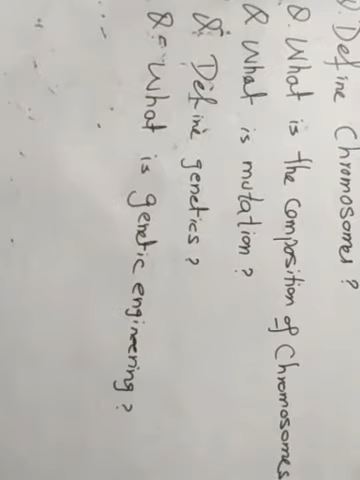 Q. Define Chromosomes?
Q. What is the composition of Chromosomes
Q What is mutation?
Q. Define genetics?
Q= What is genetic engineering?